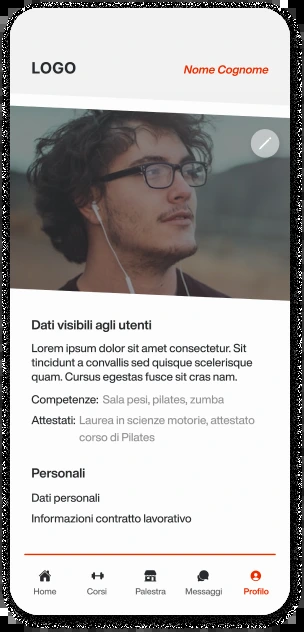 LOGO
Nome Cognome
Dati visibili agli utenti
Lorem ipsum dolor sit amet consectetur. Sit
tincidunt a convallis sed quisque scelerisque
quam. Cursus egestas fusce sit cras nam.
Competenze: Sala pesi, pilates, zumba
Attestati: Laurea in scienze motorie, attestato
corso di Pilates
Personali
Dati personali
Informazioni contratto lavorativo
Home Corsi Palestra Messaggi Profilo